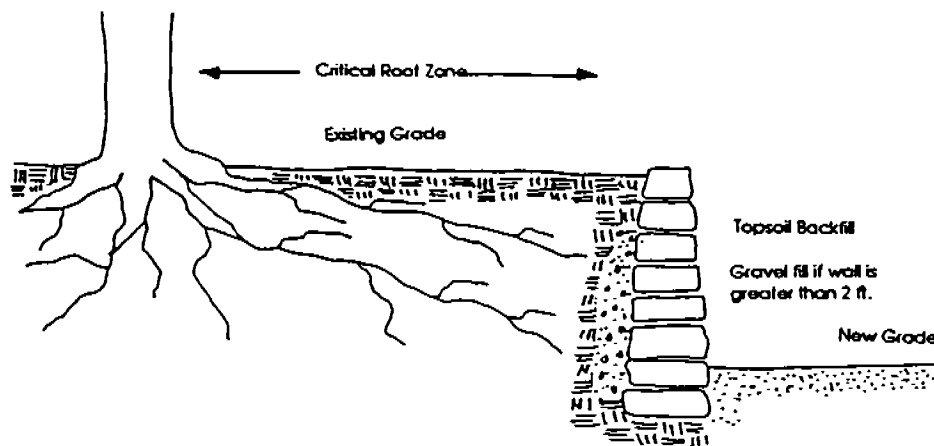 Critical Root Zone
Existing Grade
Topsoil Backfill
Gravel fill if wall is
greater than 2 ft.
New Grade